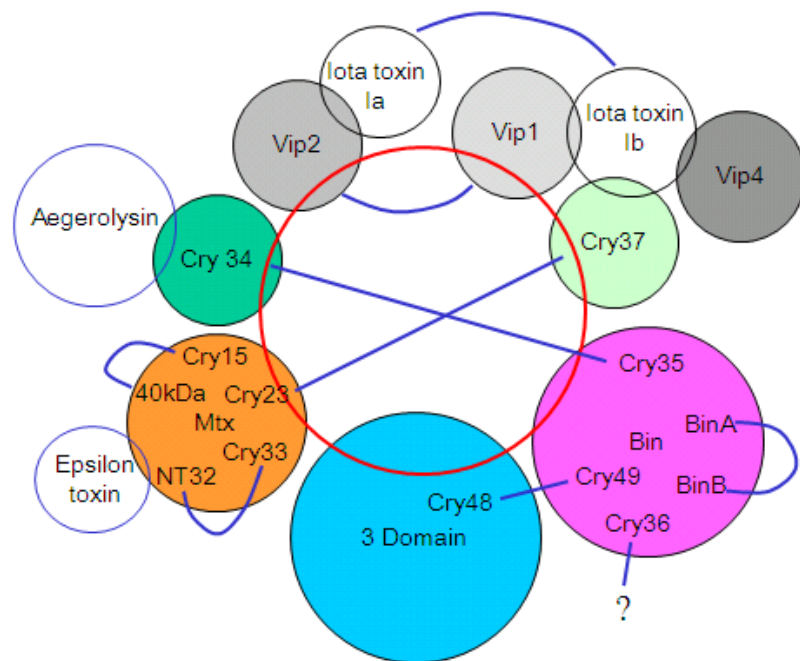 Iota toxin
Ia
Vip2
Vip1
Iota toxin
Ib
Vip4
Aegerolysin
Cry 34
Cry37
Cry15
40kDa
Cry23
Mtx
Cry33
NT32
Epsilon
toxin
Cry35
BinA
Bin
Cry49
BinB
Cry36
Cry48
3 Domain
?